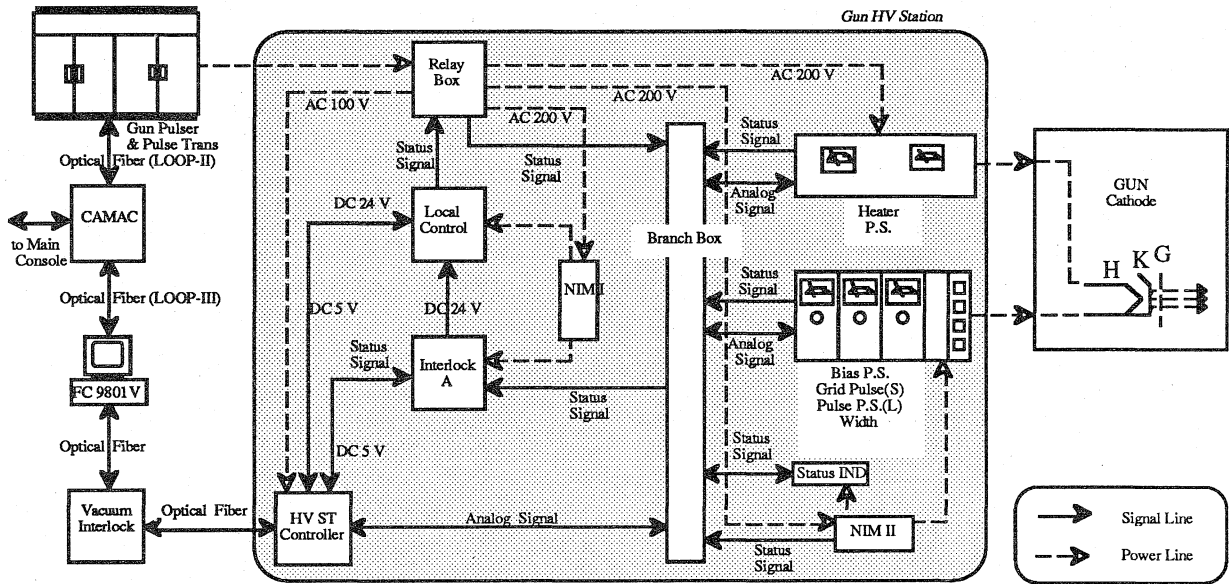 Gun HV Station
Relay
Box
AC 200 V
AC 100 V
AC 200 V
AC 200 V
Gun Pulser
& Pulse Trans
Optical Fiber (LOOP-II)
Status
Signal
Status
Signal
Status
Signal
Analog
Signal
Heater
P.S.
GUN
Cathode
CAMAC
to Main
Console
DC 24 V
Local
Control
Branch Box
NIM I
H
K
G
Optical Fiber (LOOP-III)
DC 5 V
DC 24 V
Status
Signal
Analog
Signal
Status
Signal
Interlock
A
FC 9801V
Status
Signal
Bias P.S.
Grid Pulse(S)
Pulse P.S.(L)
Width
Optical Fiber
DC 5 V
Status
Signal
Status IND
Vacuum
Interlock
Optical Fiber
HV ST
Controller
Analog Signal
NIM II
Status
Signal
Signal Line
Power Line